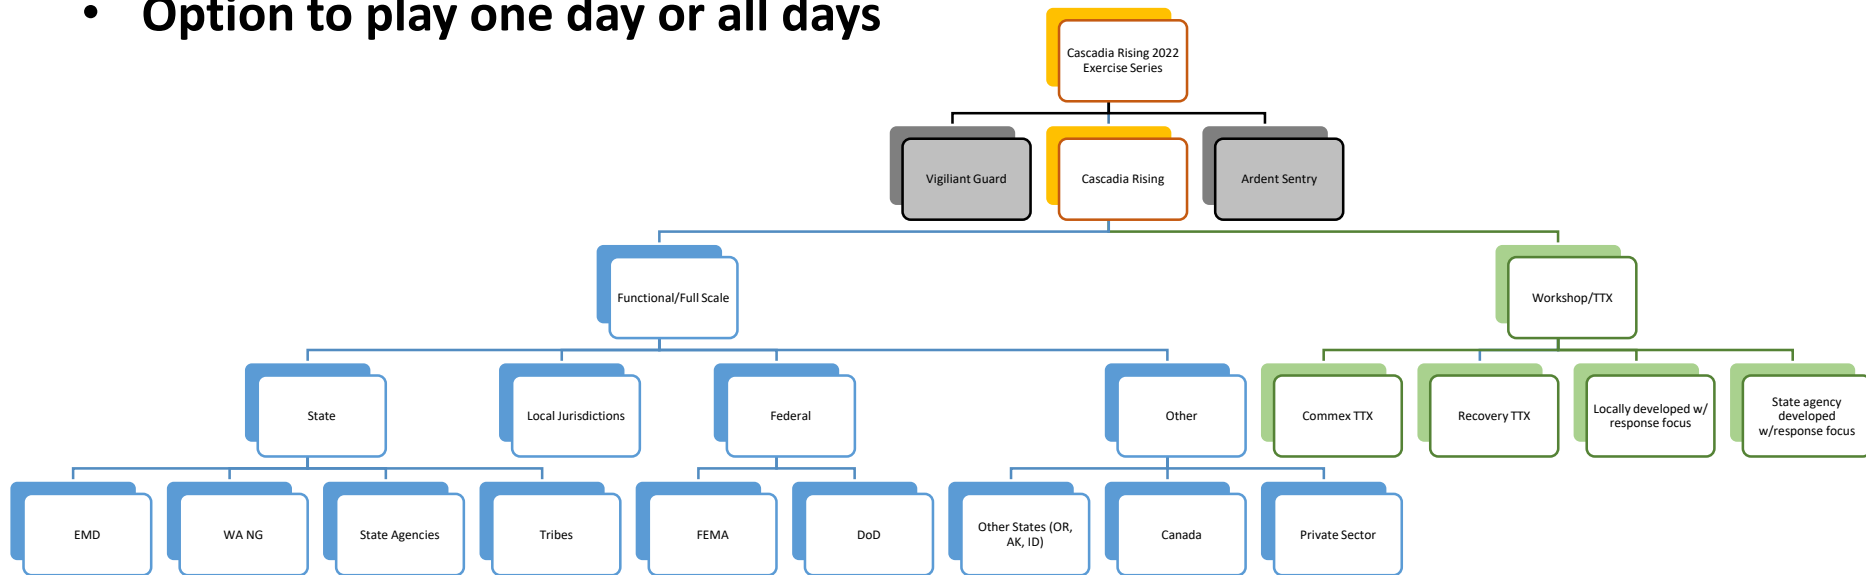 • Option to play one day or all days
Cascadia Rising 2022
Exercise Series
Vigiliant Guard
Cascadia Rising
Ardent Sentry
Functional/Full Scale
Workshop/TTX
State
Local Jurisdictions
Federal
Other
Commex TTX
Recovery TTX
Locally developed w/
response focus
State agency
developed
w/response focus
EMD
WA NG
State Agencies
Tribes
FEMA
DoD
Other States (OR,
AK, ID)
Canada
Private Sector